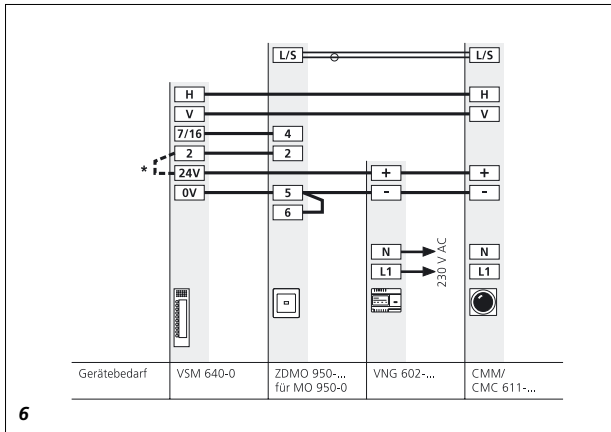 L/S L/S
H H
V V
7/16 4
2 2
* 24V + +
0V 5 - -
6
N N
L1 230 V AC L1
Gerätebedarf VSM 640-0 ZDMO 950-... VNG 602-... CMM/
für MO 950-0 CMC 611-...
6